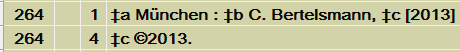 264 1 ‡a München : ‡b C. Bertelsmann, ‡c [2013]
264 4 ‡c ©2013.